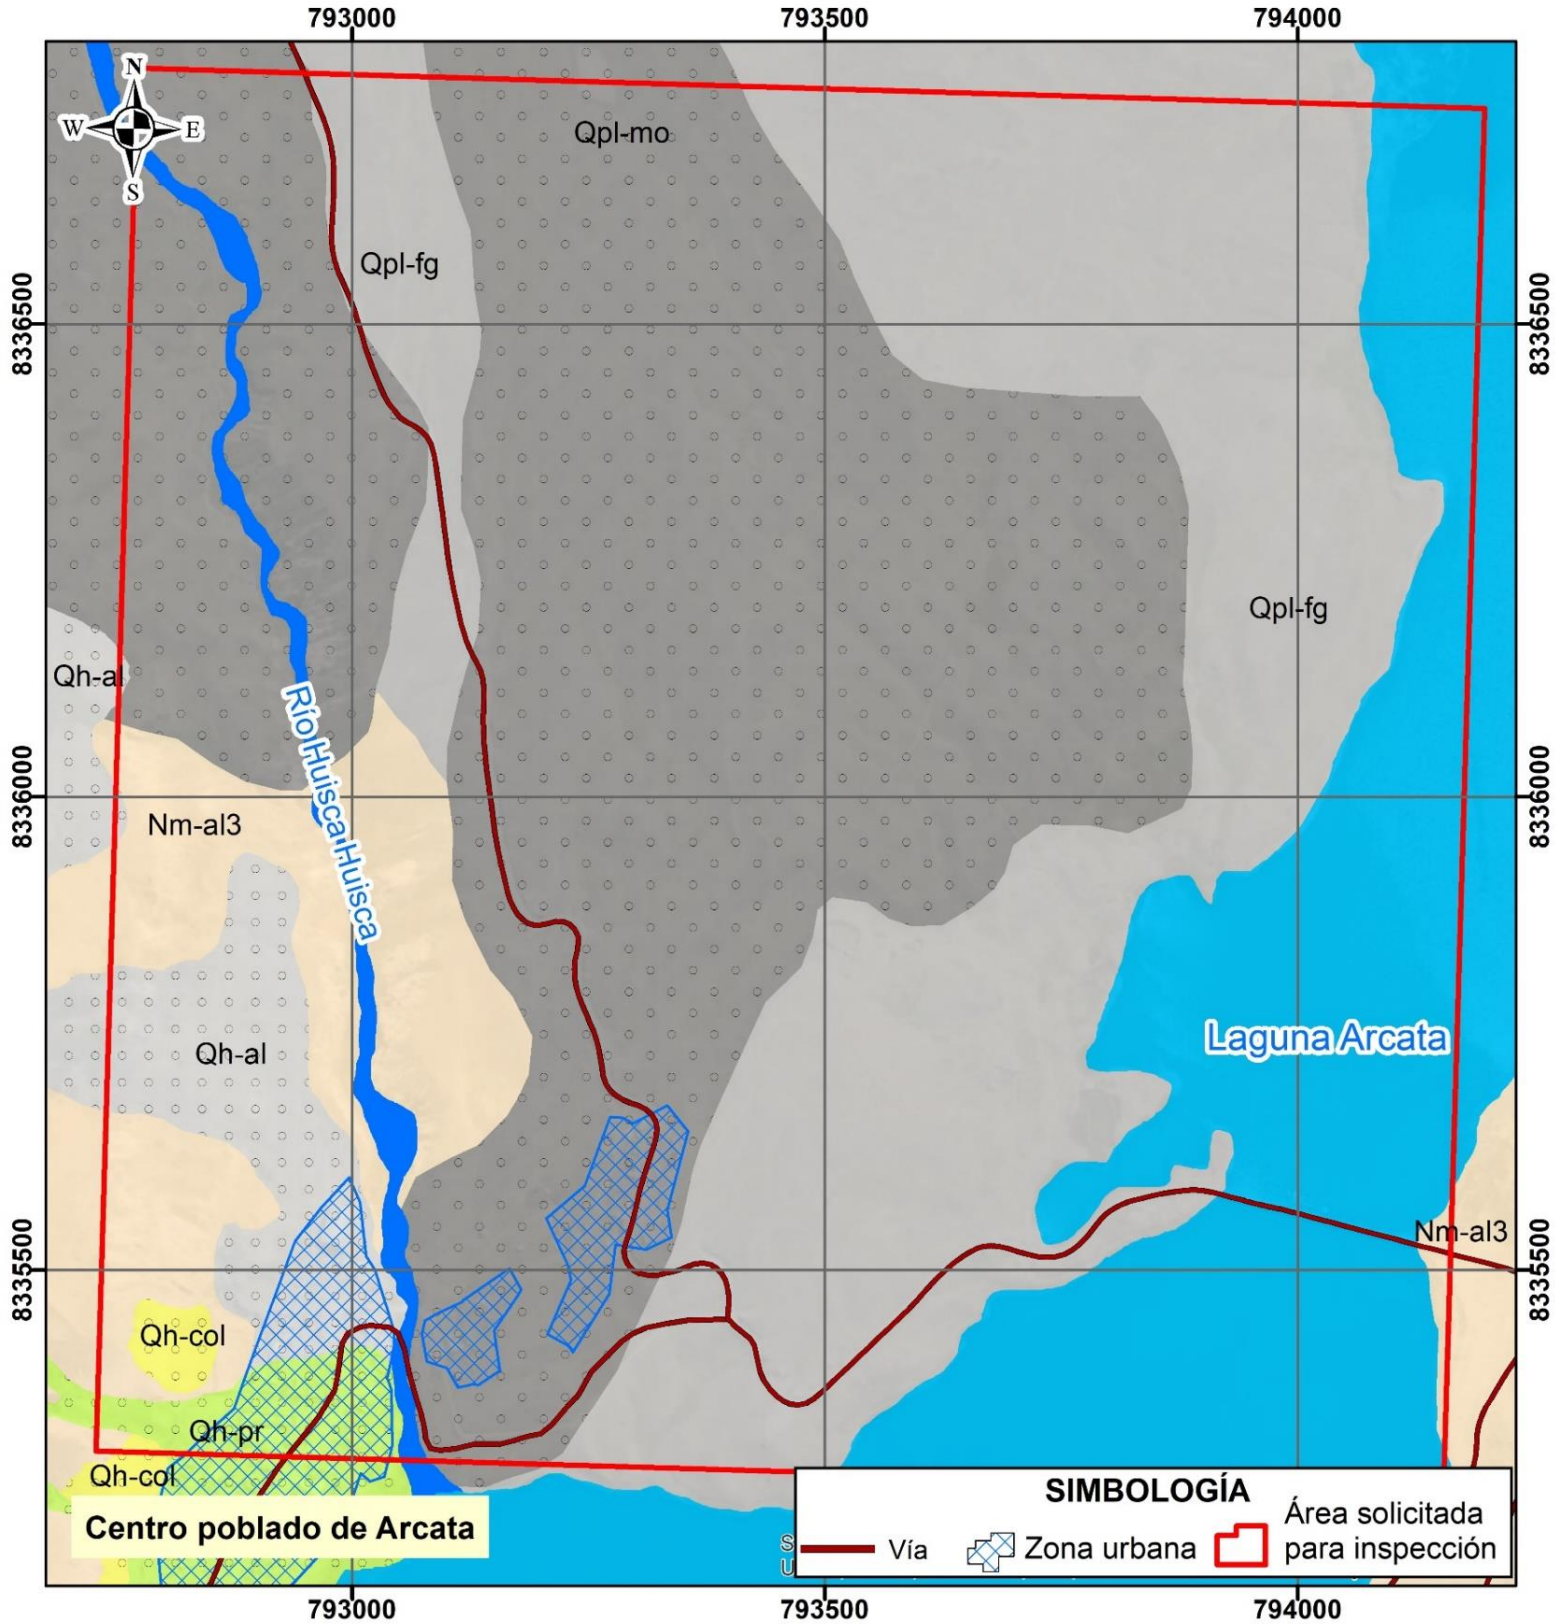 793000
793500
794000
N
W
E
S
Qpl-mo
Qpl-fg
8336500
8336500
Qpl-fg
Qh-al
8336000
8336000
Río Huisca Huisca
Nm-al3
Qh-al
Laguna Arcata
8335500
8335500
Nm-al3
Qh-col
Qh-pr
Qh-col
Centro poblado de Arcata
SIMBOLOGÍA
Vía
Zona urbana
Área solicitada
para inspección
793000
793500
794000